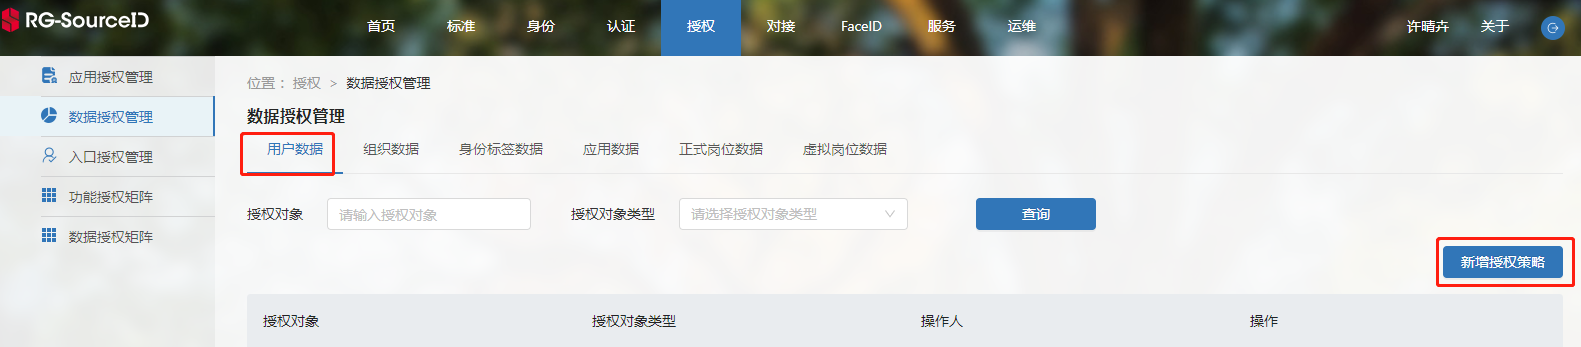 RG-SourceID
首页 标准 身份 认证 授权 对接 FaceID 服务 运维 许晴卉 关于
应用授权管理
数据授权管理
入口授权管理
功能授权矩阵
数据授权矩阵
位置： 授权 > 数据授权管理
数据授权管理
用户数据 组织数据 身份标签数据 应用数据 正式岗位数据 虚拟岗位数据
授权对象 请输入授权对象 授权对象类型 请选择授权对象类型 查询
新增授权策略
授权对象 授权对象类型 操作人 操作